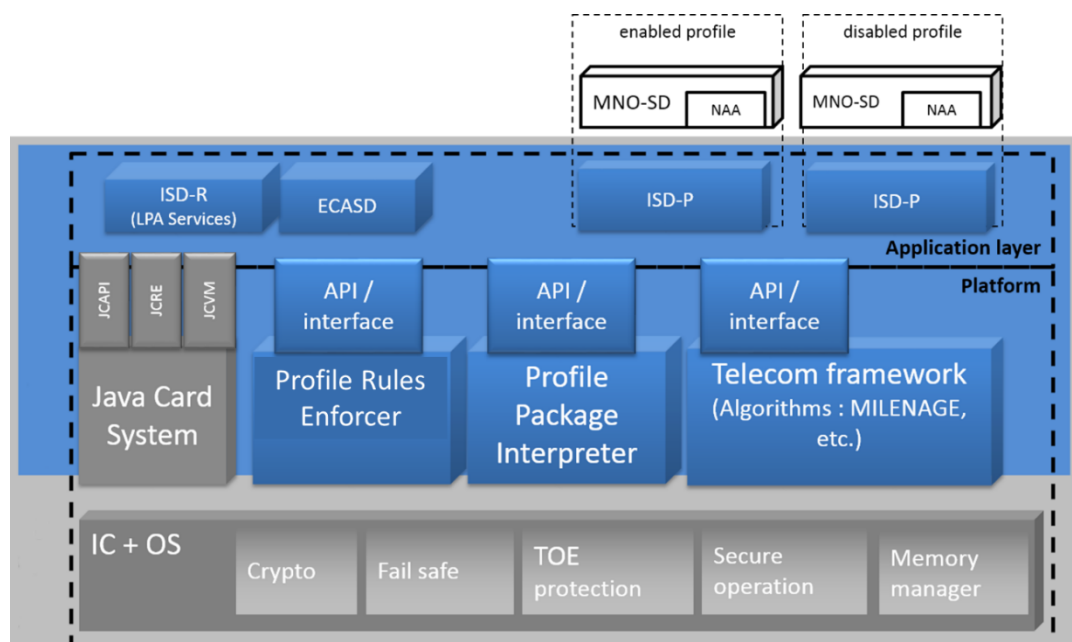 enabled profile
disabled profile
MNO-SD
NAA
MNO-SD
NAA
ISD-R
(LPA Services)
ECASD
ISD-P
ISD-P
Application layer
Platform
JCAPI
JCRE
JCVM
API /
interface
API /
interface
API /
interface
Java Card
System
Profile Rules
Enforcer
Profile
Package
Interpreter
Telecom framework
(Algorithms : MILENAGE,
etc.)
IC + OS
Crypto
Fail safe
TOE
protection
Secure
operation
Memory
manager